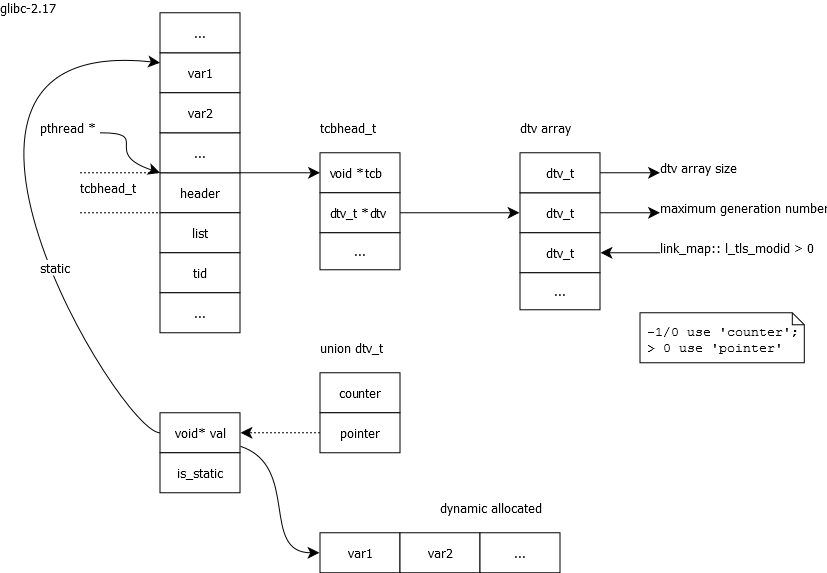 glibc-2.17
...
var1
var2
pthread *
...
tcbhead_t
header
list
static
tid
...
tcbhead_t
void *tcb
dtv_t *dtv
...
dtv array
dtv_t
dtv array size
dtv_t
maximum generation number
dtv_t
link_map:: l_tls_modid > 0
...
-1/0 use 'counter';
> 0 use 'pointer'
union dtv_t
counter
pointer
void* val
is_static
dynamic allocated
var1
var2
...